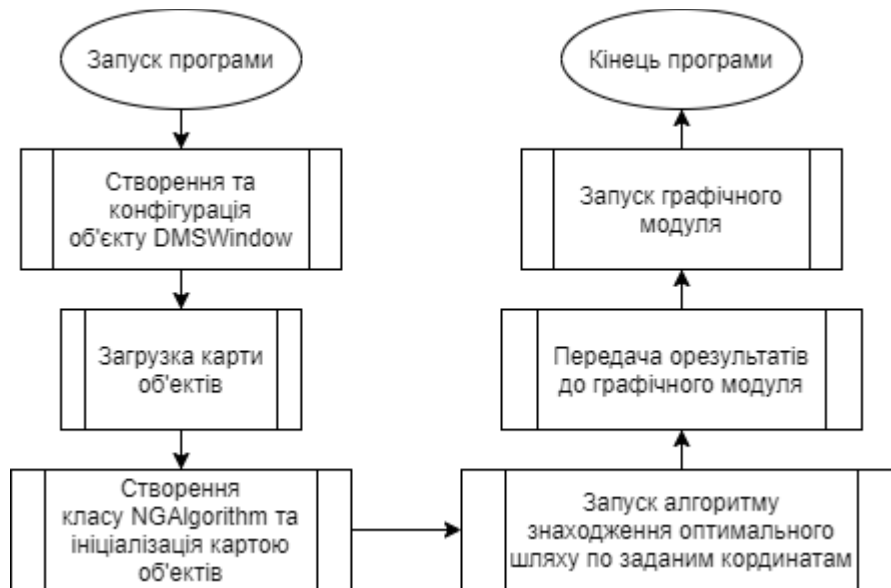 Запуск програми
Створення та
конфігурація
об'єкту DMSWindow
Загрузка карти
об'ектів
Створення
класу NGAlgorithm та
ініціалізація картою
об'єктів
Запуск алгоритму
знаходження оптимального
шляху по заданим кординатам
Передача орезультатів
до графічного модуля
Запуск графічного
модуля
Кінець програми